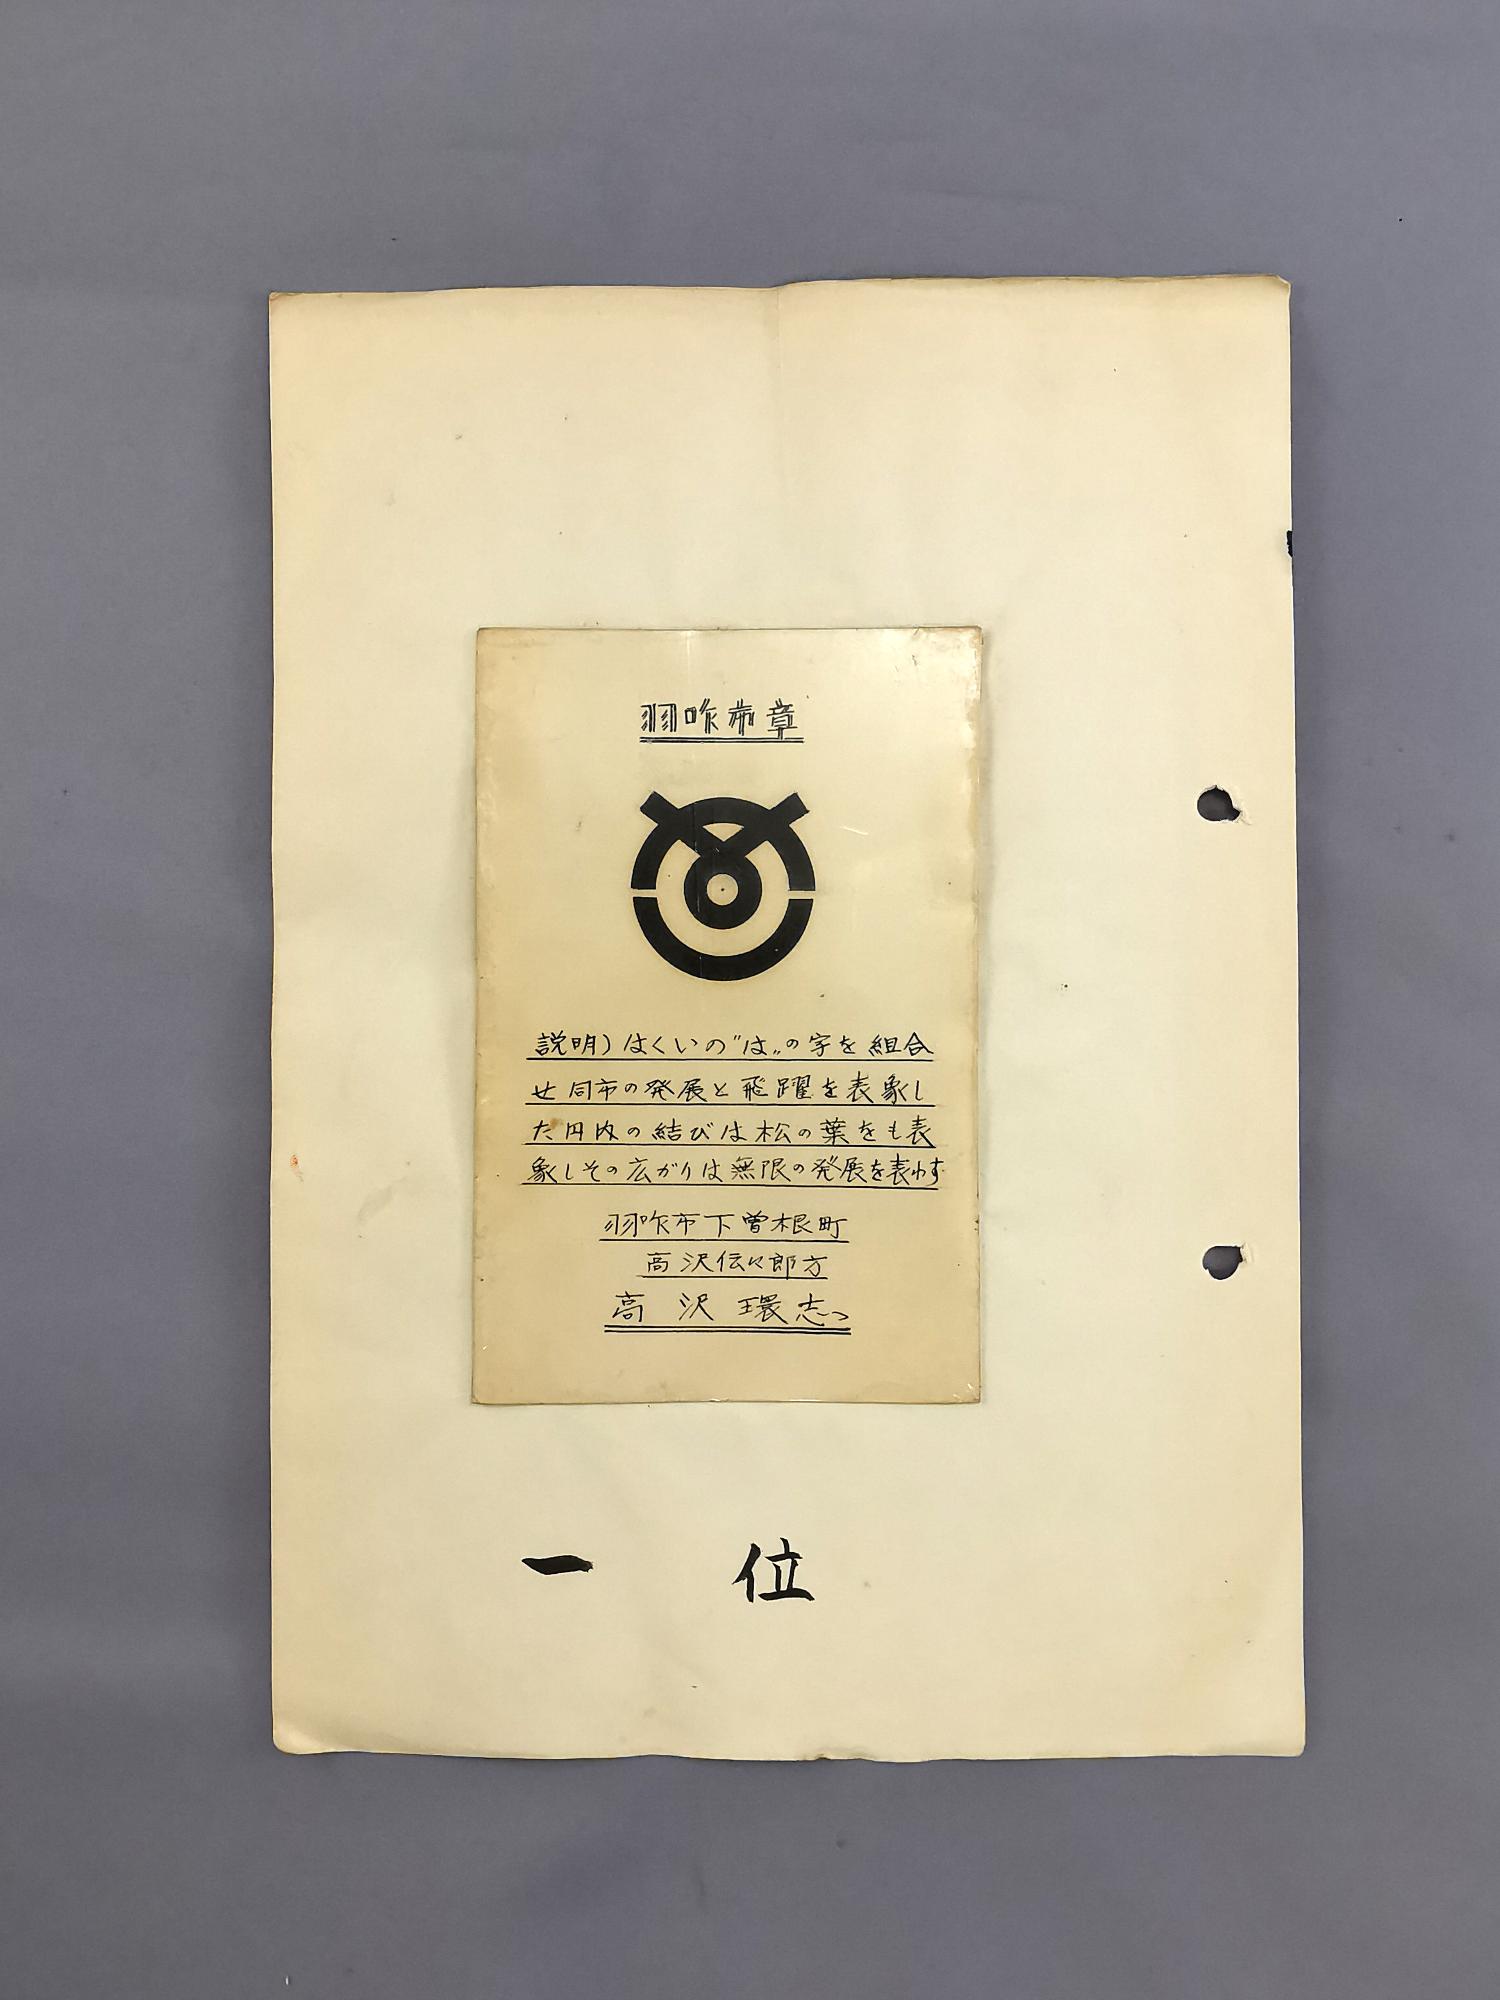 羽咋市章
説明)はくいの"は"の字を組合
せ同市の発展と飛躍を表象し
た円内の結びは松の葉をも表
象しその広がりは無限の発展を表わす
羽咋市下曽根町
高沢伝々郎方
高沢環志
一位